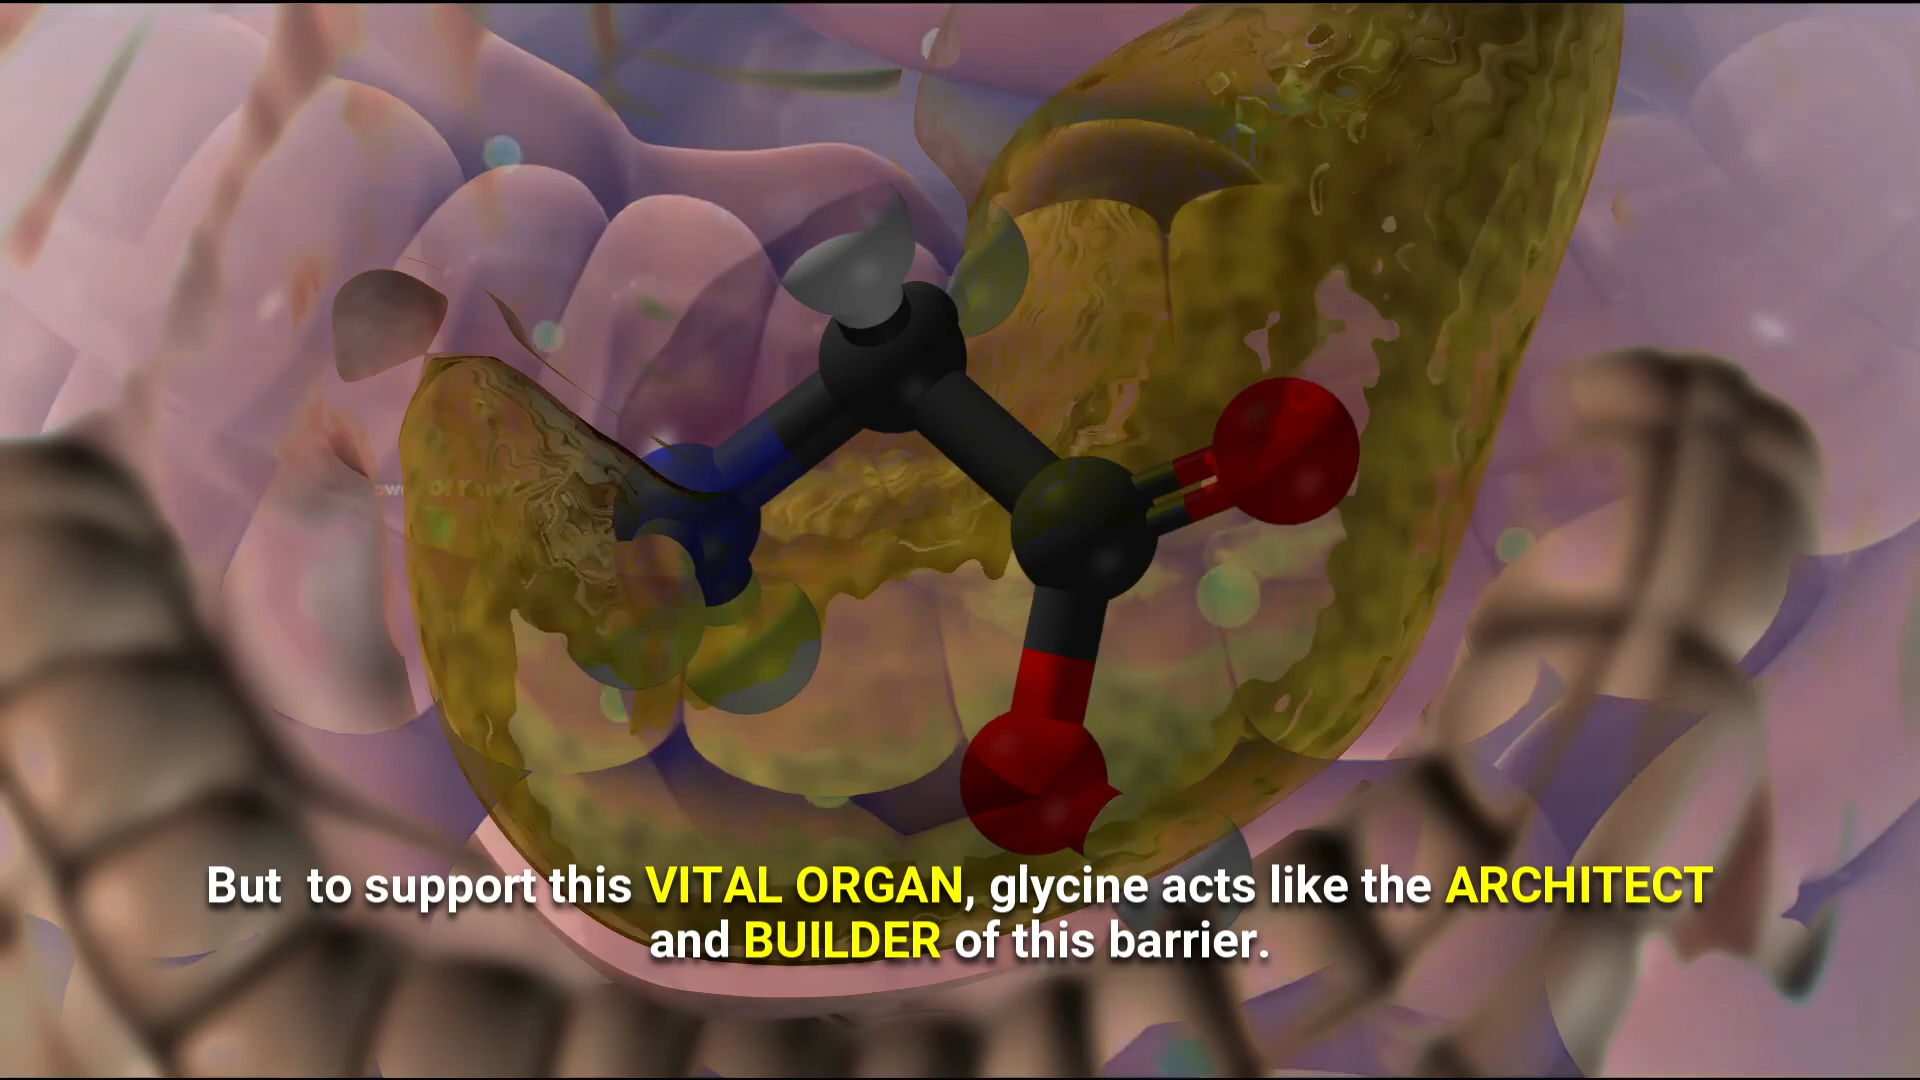 But  to support this VITAL ORGAN, glycine acts like the ARCHITECT
and BUILDER of this barrier.